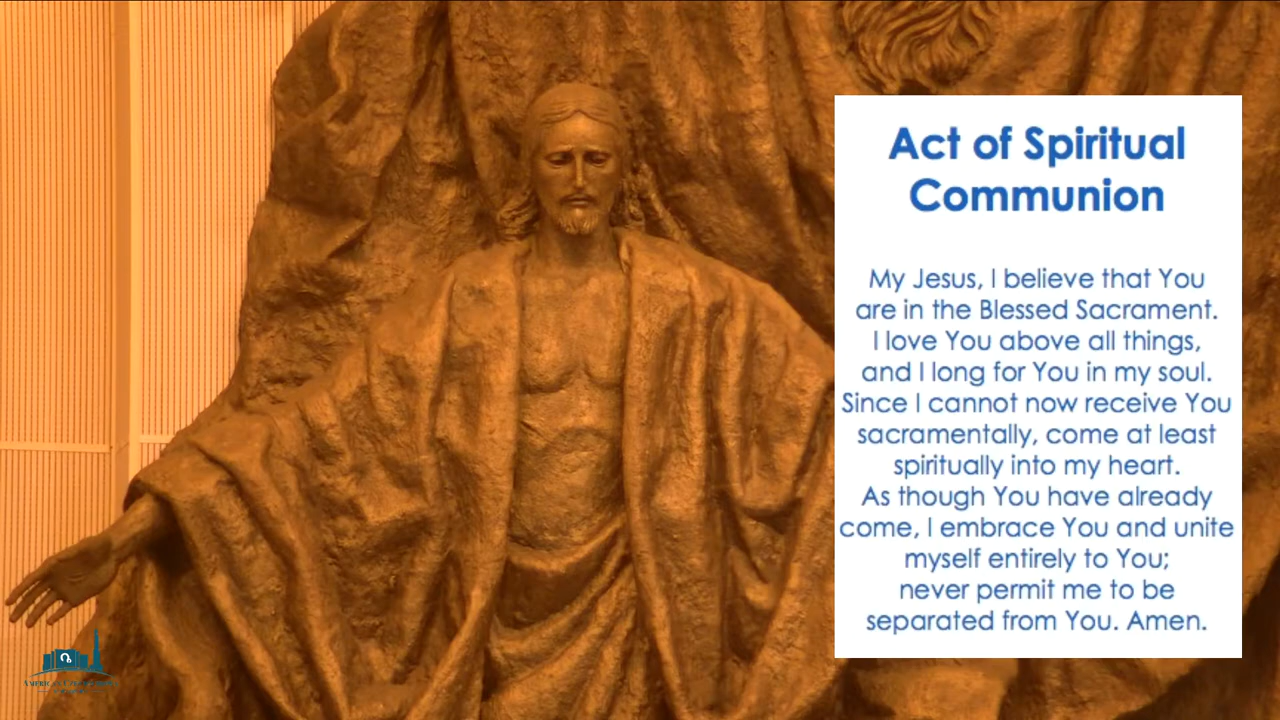 Act of Spiritual
Communion
My Jesus, I believe that You
are in the Blessed Sacrament.
I love You above all things,
and I long for You in my soul.
Since I cannot now receive You
sacramentally, come at least
spiritually into my heart.
As though You have already
come, I embrace You and unite
myself entirely to You;
never permit me to be
separated from You. Amen.